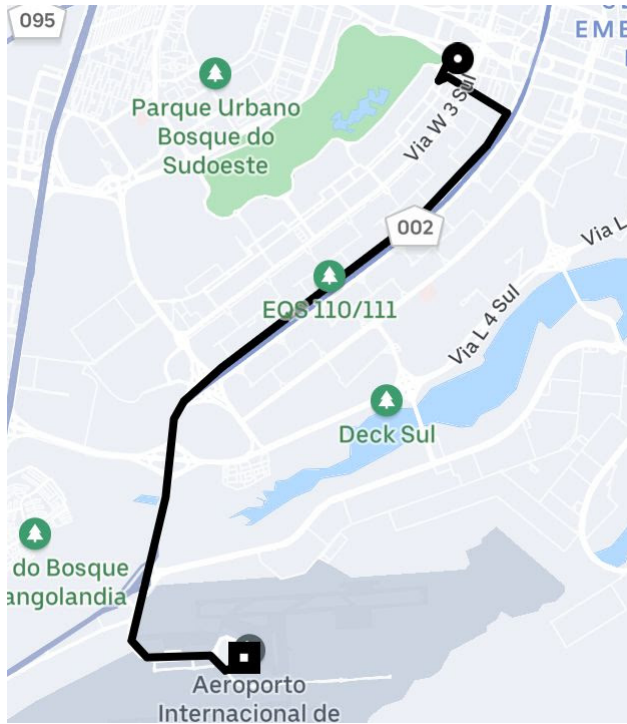 095
EMB
Parque Urbano
Bosque do
Sudoeste
Via W 3 Sul
002
Via L
EQS 110/111
Via L 4 Sul
Deck Sul
do Bosque
angolandia
Aeroporto
Internacional de